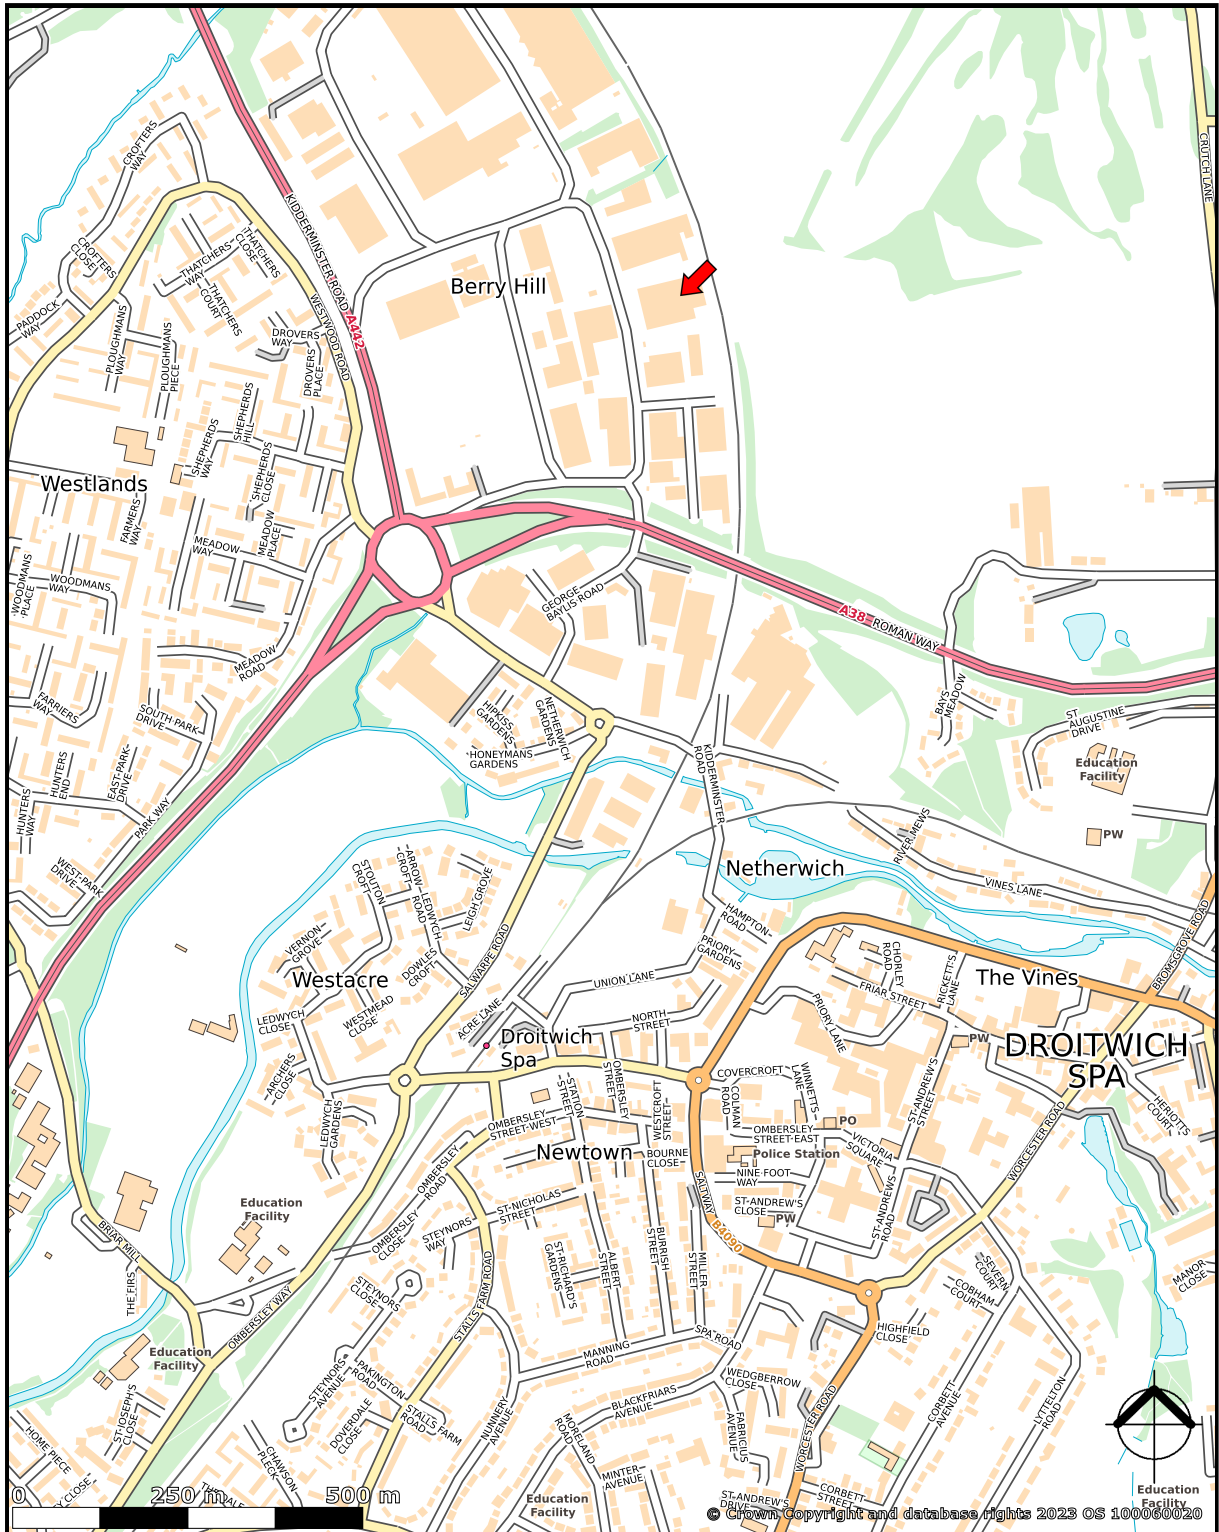 CROFTERS
WAY
CRUTCH LANE
KIDDERMINSTER ROAD
A442
CROFTERS
CLOSE
THATCHERS
WAY
THATCHERS
CLOSE
THATCHERS
COURT
Berry Hill
PADDOCK
WAY
PLOUGHMANS
WAY
PLOUGHMANS
PIECE
DROVERS
WAY
DROVERS
PLACE
WESTWOOD ROAD
SHEPHERDS
HILL
SHEPHERDS
WAY
SHEPHERDS
CLOSE
Westlands
FARMERS
WAY
MEADOW
WAY
MEADOW
PLACE
WOODMANS
PLACE
WOODMANS
WAY
GEORGE
BAYLIS ROAD
A38
ROMAN WAY
MEADOW
ROAD
FARRIERS
WAY
SOUTH PARK
DRIVE
HIPKISS
GARDENS
NETHERWICH
GARDENS
HONEYMANS
GARDENS
BAYS
MEADOW
ST
AUGUSTINE
DRIVE
Education
Facility
HUNTERS
END
EAST-PARK
DRIVE
HUNTERS
WAY
PARK WAY
KIDDERMINSTER
ROAD
PW
RIVER MEWS
WEST-PARK
DRIVE
Netherwich
VINES LANE
STOUTON
CROFT
ARROW
CROFT
LEDWYCH
ROAD
LEIGH GROVE
HAMPTON
ROAD
BROMSGROVE ROAD
VERNON
GROVE
DOWLES
CROFT
SALWARPE ROAD
PRIORY
GARDENS
CHORLEY
ROAD
RICKETT'S
LANE
Westacre
The Vines
UNION LANE
FRIAR STREET
LEDWYCH
CLOSE
WESTMEAD
CLOSE
ACRE LANE
NORTH
STREET
PRIORY LANE
Droitwich
Spa
PW
DROITWICH
SPA
ARCHERS
CLOSE
OMBERSLEY
STREET
COVERCROFT
WINNETTS
LANE
ST-ANDREW'S
STREET
STATION
STREET
WESTCROFT
STREET
COLMAN
ROAD
HERIOTTS
COURT
LEDWYCH
GARDENS
OMBERSLEY
STREET-WEST
OMBERSLEY
STREET-EAST
PO
VICTORIA
SQUARE
Newtown
BOURNE
CLOSE
Police Station
WORCESTER ROAD
OMBERSLEY
ROAD
NINE-FOOT
WAY
Education
Facility
ST-NICHOLAS
STREET
SALTWAY
B4090
ST-ANDREW'S
CLOSE
PW
ST-ANDREWS
ROAD
BRIAR MILL
OMBERSLEY
CLOSE
STEYNORS
WAY
THE FIRS
STEYNORS
CLOSE
ST-RICHARD'S
GARDENS
ALBERT
STREET
BURRISH
STREET
MILLER
STREET
SEVERN
COURT
COBHAM
COURT
MANOR
CLOSE
OMBERSLEY WAY
STALLS FARM ROAD
HIGHFIELD
CLOSE
Education
Facility
MANNING
ROAD
SPA ROAD
STEYNORS
AVENUE
PAKINGTON
ROAD
WEDGBERROW
CLOSE
ST-JOSEPH'S
CLOSE
DOVERDALE
CLOSE
STALLS FARM
ROAD
NUNNERY
AVENUE
BLACKFRIARS
AVENUE
FABRICIUS
AVENUE
WORCESTER ROAD
CORBETT
AVENUE
LYTTELTON
ROAD
HOME PIECE
CHAWSON
PLECK
MORELAND
ROAD
MINTER
AVENUE
CORBETT
STREET
ST-ANDREW'S
DRIVE
Education
Facility
Education
Facility
0 250 m 500 m
© Crown Copyright and database rights 2023 OS 100060020